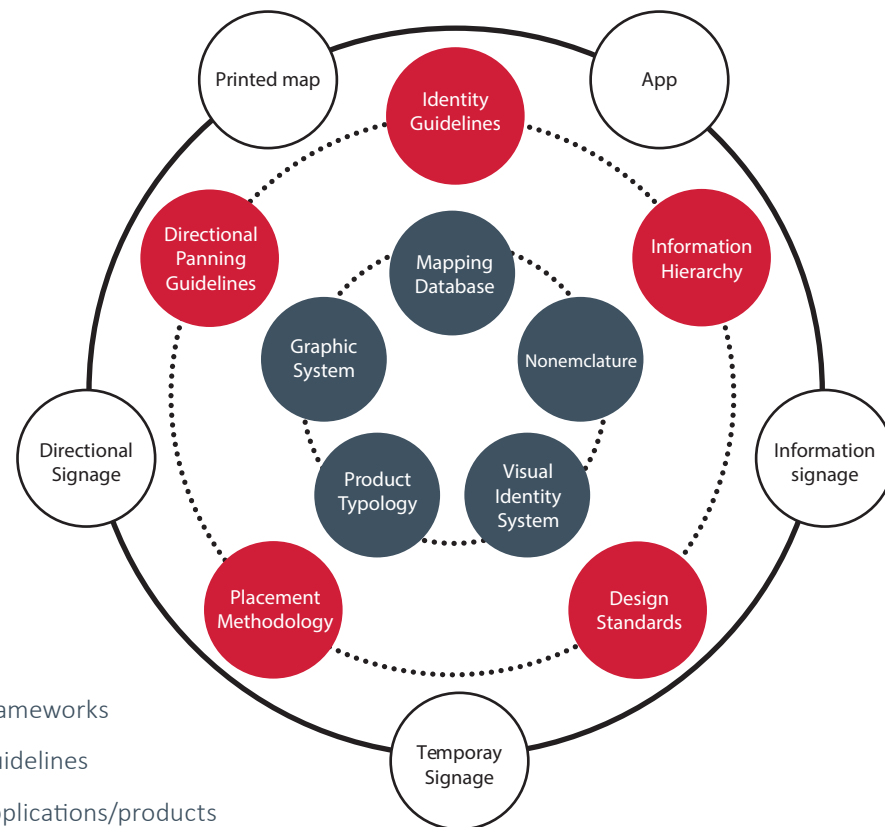 Printed map
App
Identity
Guidelines
Directional
Panning
Guidelines
Information
Hierarchy
Mapping
Database
Graphic
System
Nonemclature
Directional
Signage
Information
signage
Product
Typology
Visual
Identity
System
Placement
Methodology
Design
Standards
ameworks
uidelines
Temporay
Signage
plications/products